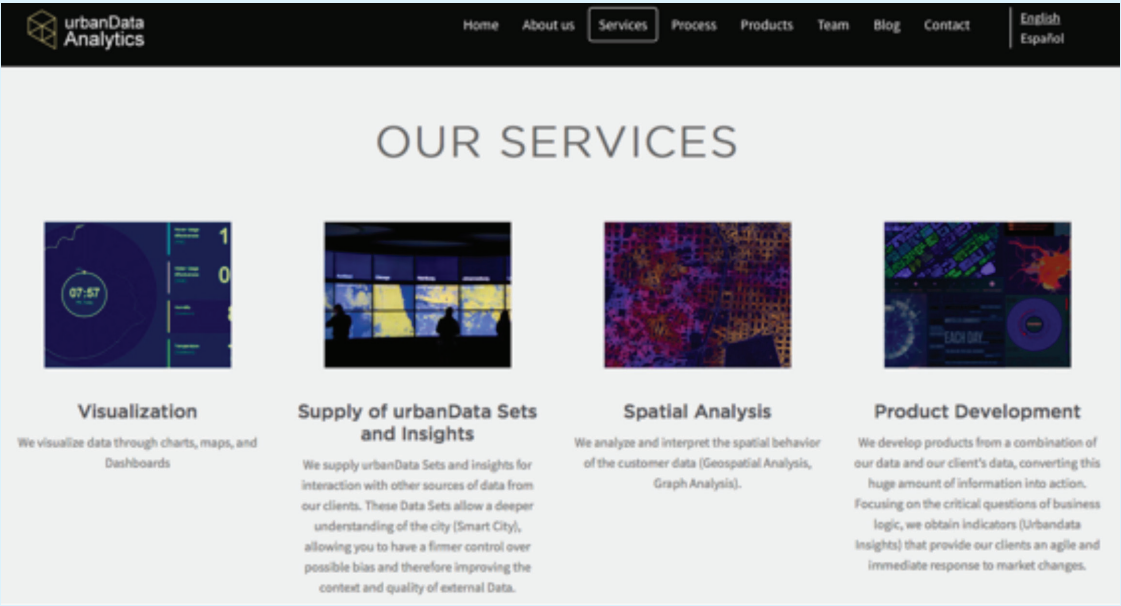 urbanData
Analytics
Home About us Services Process Products Team Blog Contact
English
Español
OUR SERVICES
07:57
1
0
EACH DAY...
Visualization
We visualize data through charts, maps, and
Dashboards
Supply of urbanData Sets
and Insights
We supply urbanData Sets and insights for
interaction with other sources of data from
our clients. These Data Sets allow a deeper
understanding of the city (Smart City),
allowing you to have a firmer control over
possible bias and therefore improving the
context and quality of external Data.
Spatial Analysis
We analyze and interpret the spatial behavior
of the customer data (Geospatial Analysis,
Graph Analysis).
Product Development
We develop products from a combination of
our data and our client's data, converting this
huge amount of information into action.
Focusing on the critical questions of business
logic, we obtain indicators (Urbandata
Insights) that provide our clients an agile and
immediate response to market changes.